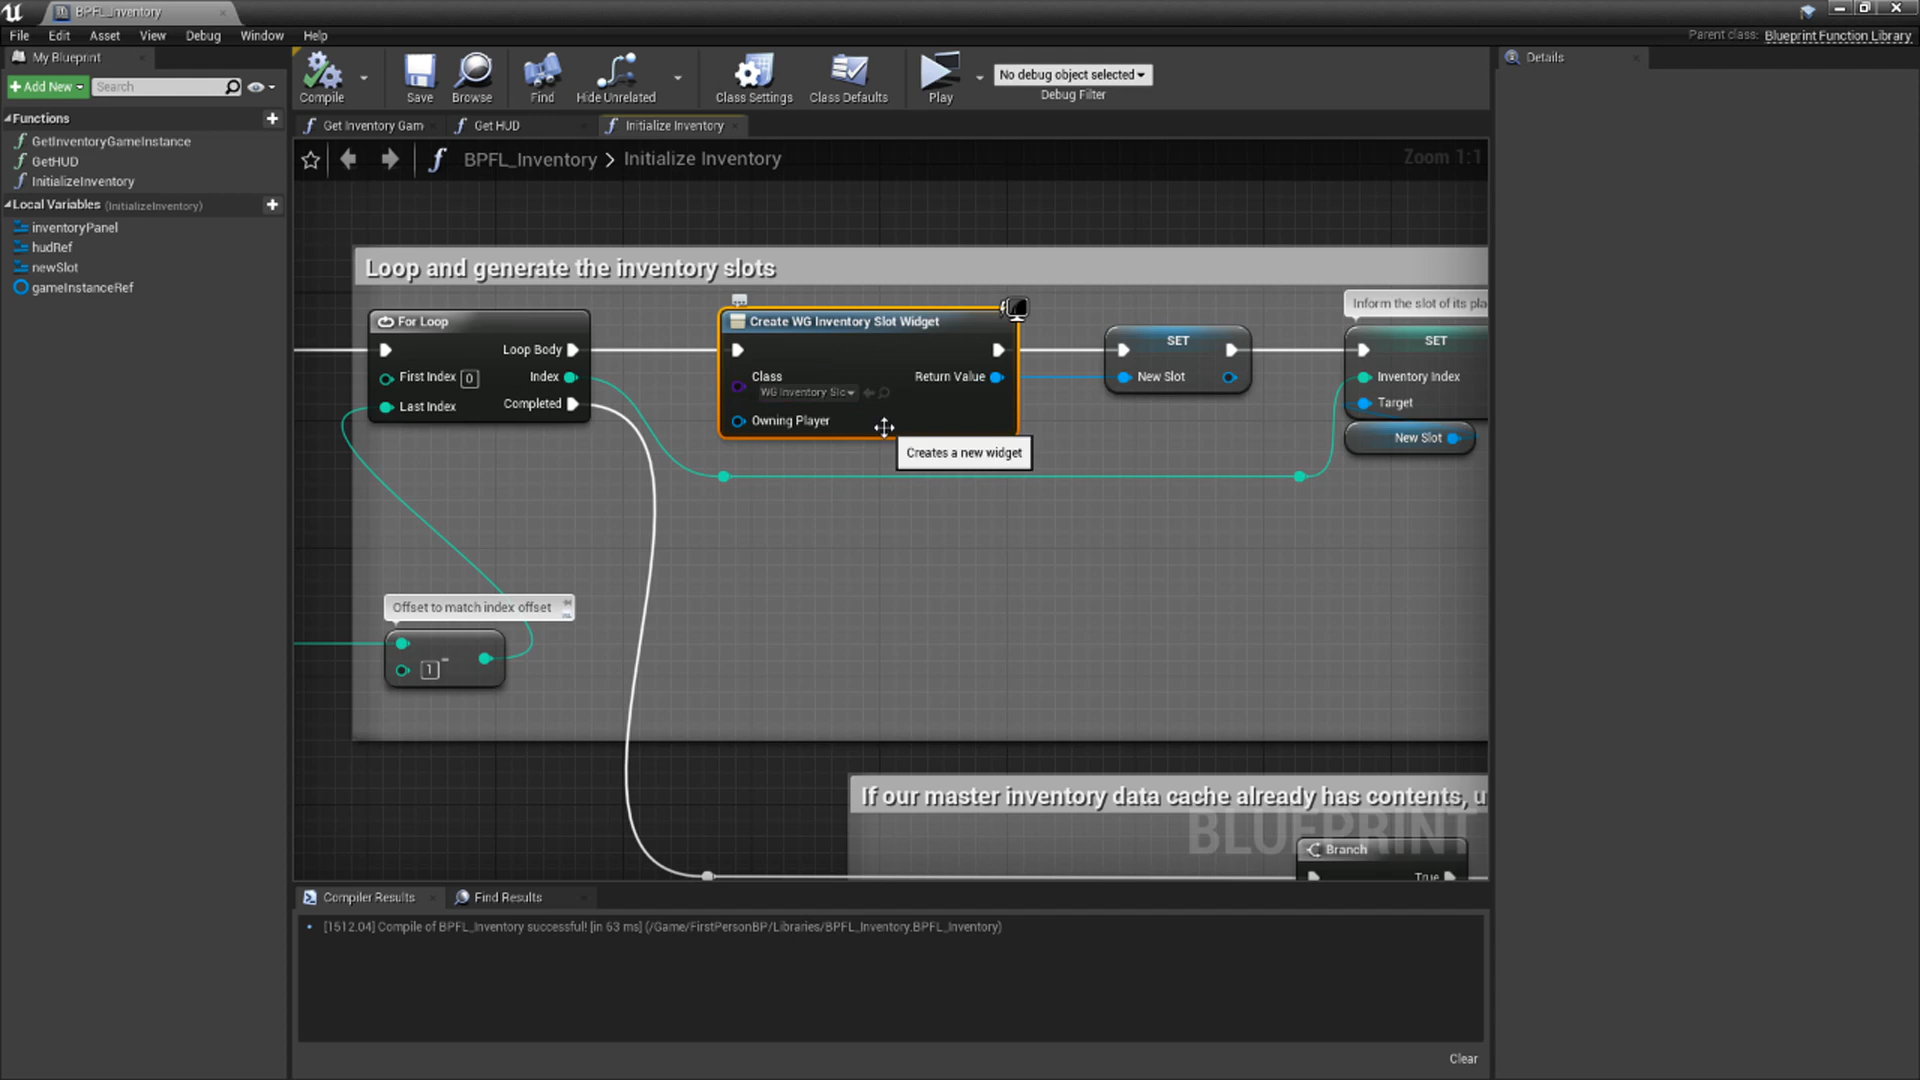 BPFL_Inventory
File Edit Asset View Debug Window Help
Parent class: Blueprint Function Library
My Blueprint
Add New
Search
Functions
GetInventoryGameInstance
GetHUD
InitializeInventory
Local Variables (InitializeInventory)
inventoryPanel
hudRef
newSlot
gameInstanceRef
Compile
Save
Browse
Find
Hide Unrelated
Class Settings
Class Defaults
Play
No debug object selected
Debug Filter
Details
Get Inventory Gam
Get HUD
Initialize Inventory
BPFL_Inventory > Initialize Inventory
Zoom 1:1
Loop and generate the inventory slots
For Loop
Loop Body
First Index 0
Index
Last Index
Completed
Create WG Inventory Slot Widget
Class
WG Inventory Slc
Return Value
Owning Player
Creates a new widget
SET
New Slot
Inform the slot of its pla
SET
Inventory Index
Target
New Slot
Offset to match index offset
1
-
If our master inventory data cache already has contents, u
BLUEPRINT
Branch
True
Compiler Results
Find Results
[1512.04] Compile of BPFL_Inventory successful! [in 63 ms] (/Game/FirstPersonBP/Libraries/BPFL_Inventory.BPFL_Inventory)
Clear